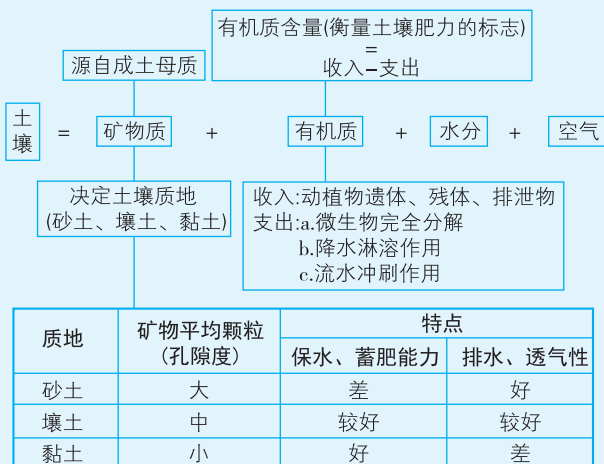 有机质含量(衡量土壤肥力的标志)
=
收入-支出
源自成土母质
土壤 = 矿物质 + 有机质 + 水分 + 空气
决定土壤质地
(砂土、壤土、黏土)
收入:动植物遗体、残体、排泄物
支出:a.微生物完全分解
b.降水淋溶作用
c.流水冲刷作用
质地 矿物平均颗粒 特点
(孔隙度) 保水、蓄肥能力 排水、透气性
砂土 大 差 好
壤土 中 较好 较好
黏土 小 好 差